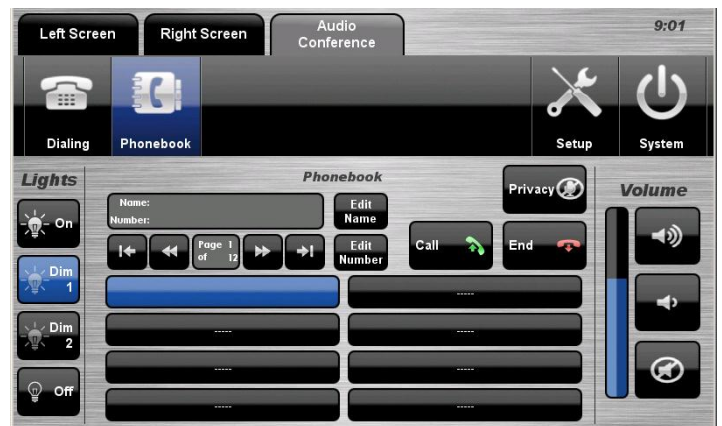 Left Screen
Right Screen
Audio
Conference
9:01
Dialing
Phonebook
Setup
System
Lights
Phonebook
Volume
On
Dim
1
Dim
2
Off
Name:
Number:
Edit
Name
Page 1
of 12
Edit
Number
Privacy
Call
End
-----
-----
-----
-----
-----
-----
-----